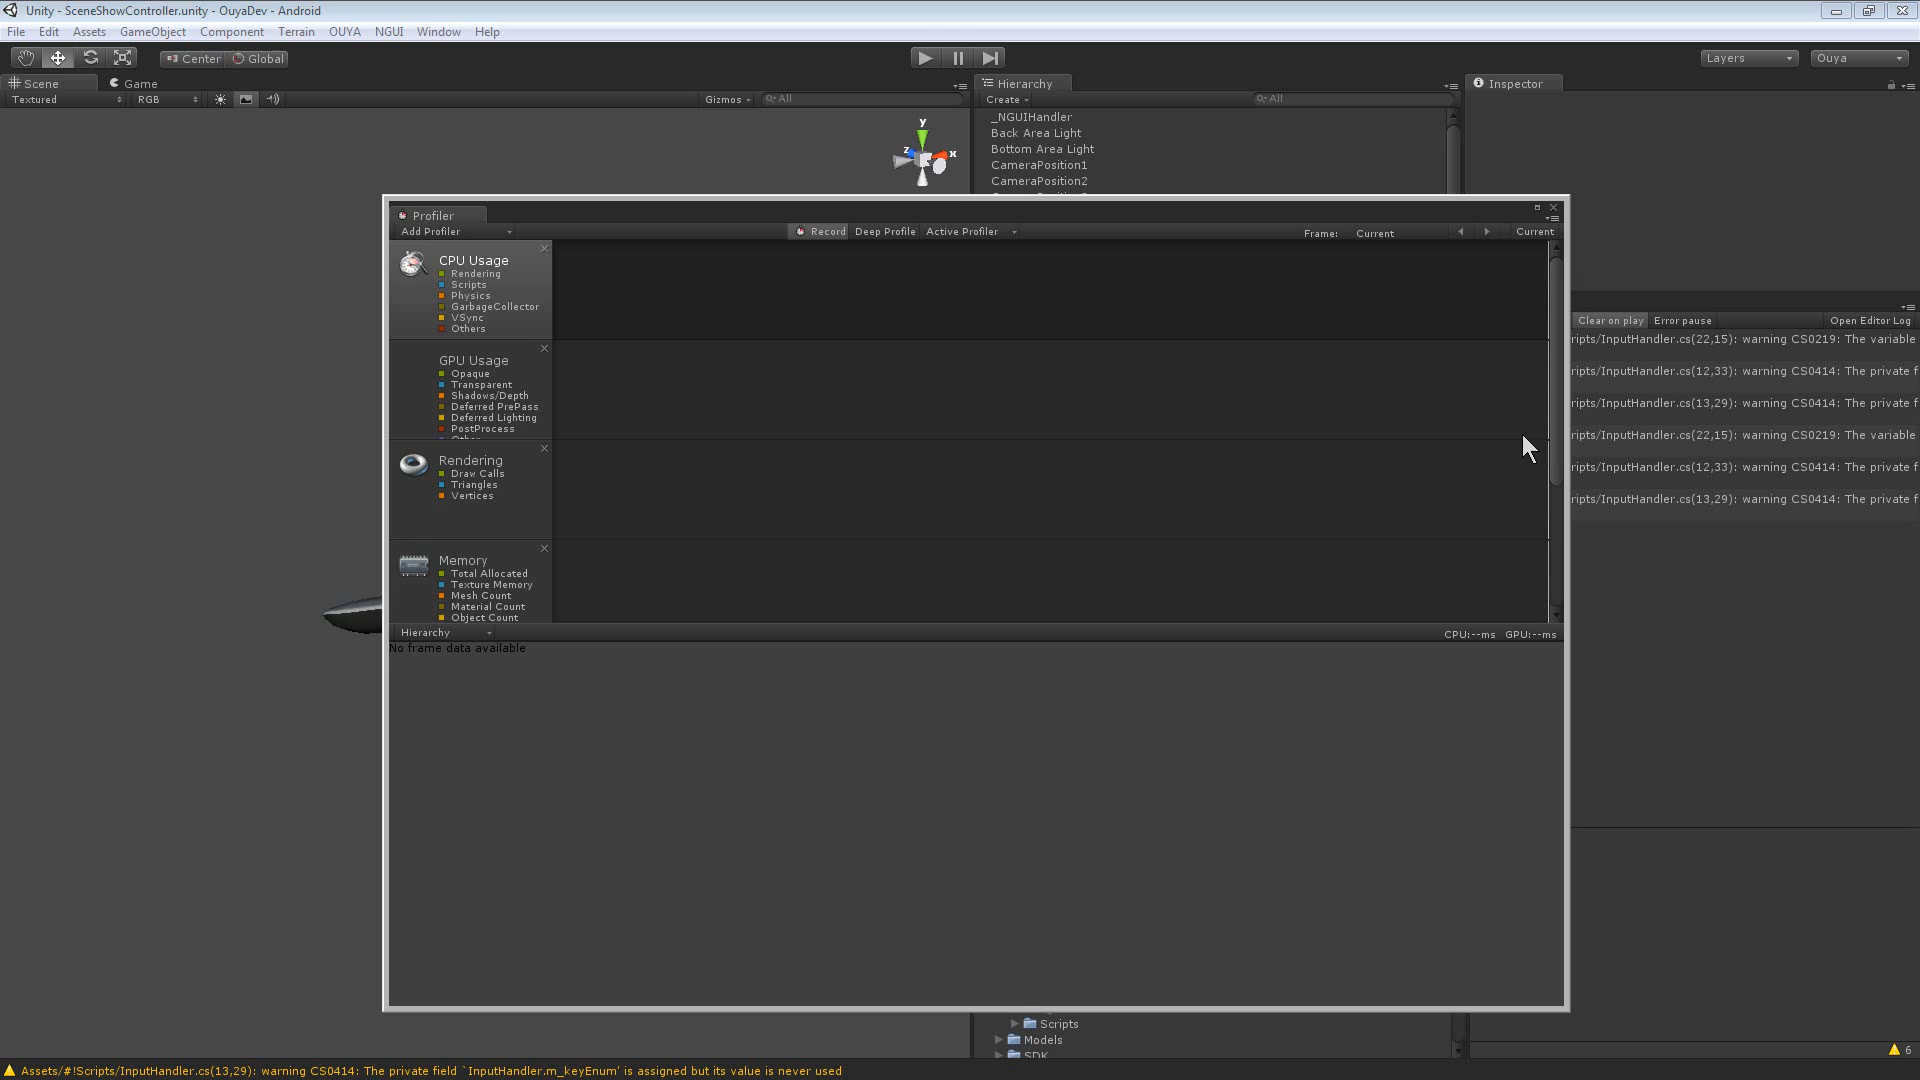 Unity - SceneShowController.unity - OuyaDev - Android
File Edit Assets GameObject Component Terrain OUYA NGUI Window Help
Center Global Layers Ouya
Scene Game Hierarchy Inspector
Textured RGB Gizmos All Create All
y
z x
_NGUIHandler
Back Area Light
Bottom Area Light
CameraPosition1
CameraPosition2
Profiler
Add Profiler Record Deep Profile Active Profiler Frame: Current Current
CPU Usage
Rendering
Scripts
Physics
GarbageCollector
VSync
Others
GPU Usage
Opaque
Transparent
Shadows/Depth
Deferred PrePass
Deferred Lighting
PostProcess
Rendering
Draw Calls
Triangles
Vertices
Memory
Total Allocated
Texture Memory
Mesh Count
Material Count
Object Count
Hierarchy CPU:--ms GPU:--ms
No frame data available
Clear on play Error pause Open Editor Log
ripts/InputHandler.cs(22,15): warning CS0219: The variable
ripts/InputHandler.cs(12,33): warning CS0414: The private f
ripts/InputHandler.cs(13,29): warning CS0414: The private f
ripts/InputHandler.cs(22,15): warning CS0219: The variable
ripts/InputHandler.cs(12,33): warning CS0414: The private f
ripts/InputHandler.cs(13,29): warning CS0414: The private f
Scripts
Models
SDK
6
Assets/#!Scripts/InputHandler.cs(13,29): warning CS0414: The private field `InputHandler.m_keyEnum' is assigned but its value is never used